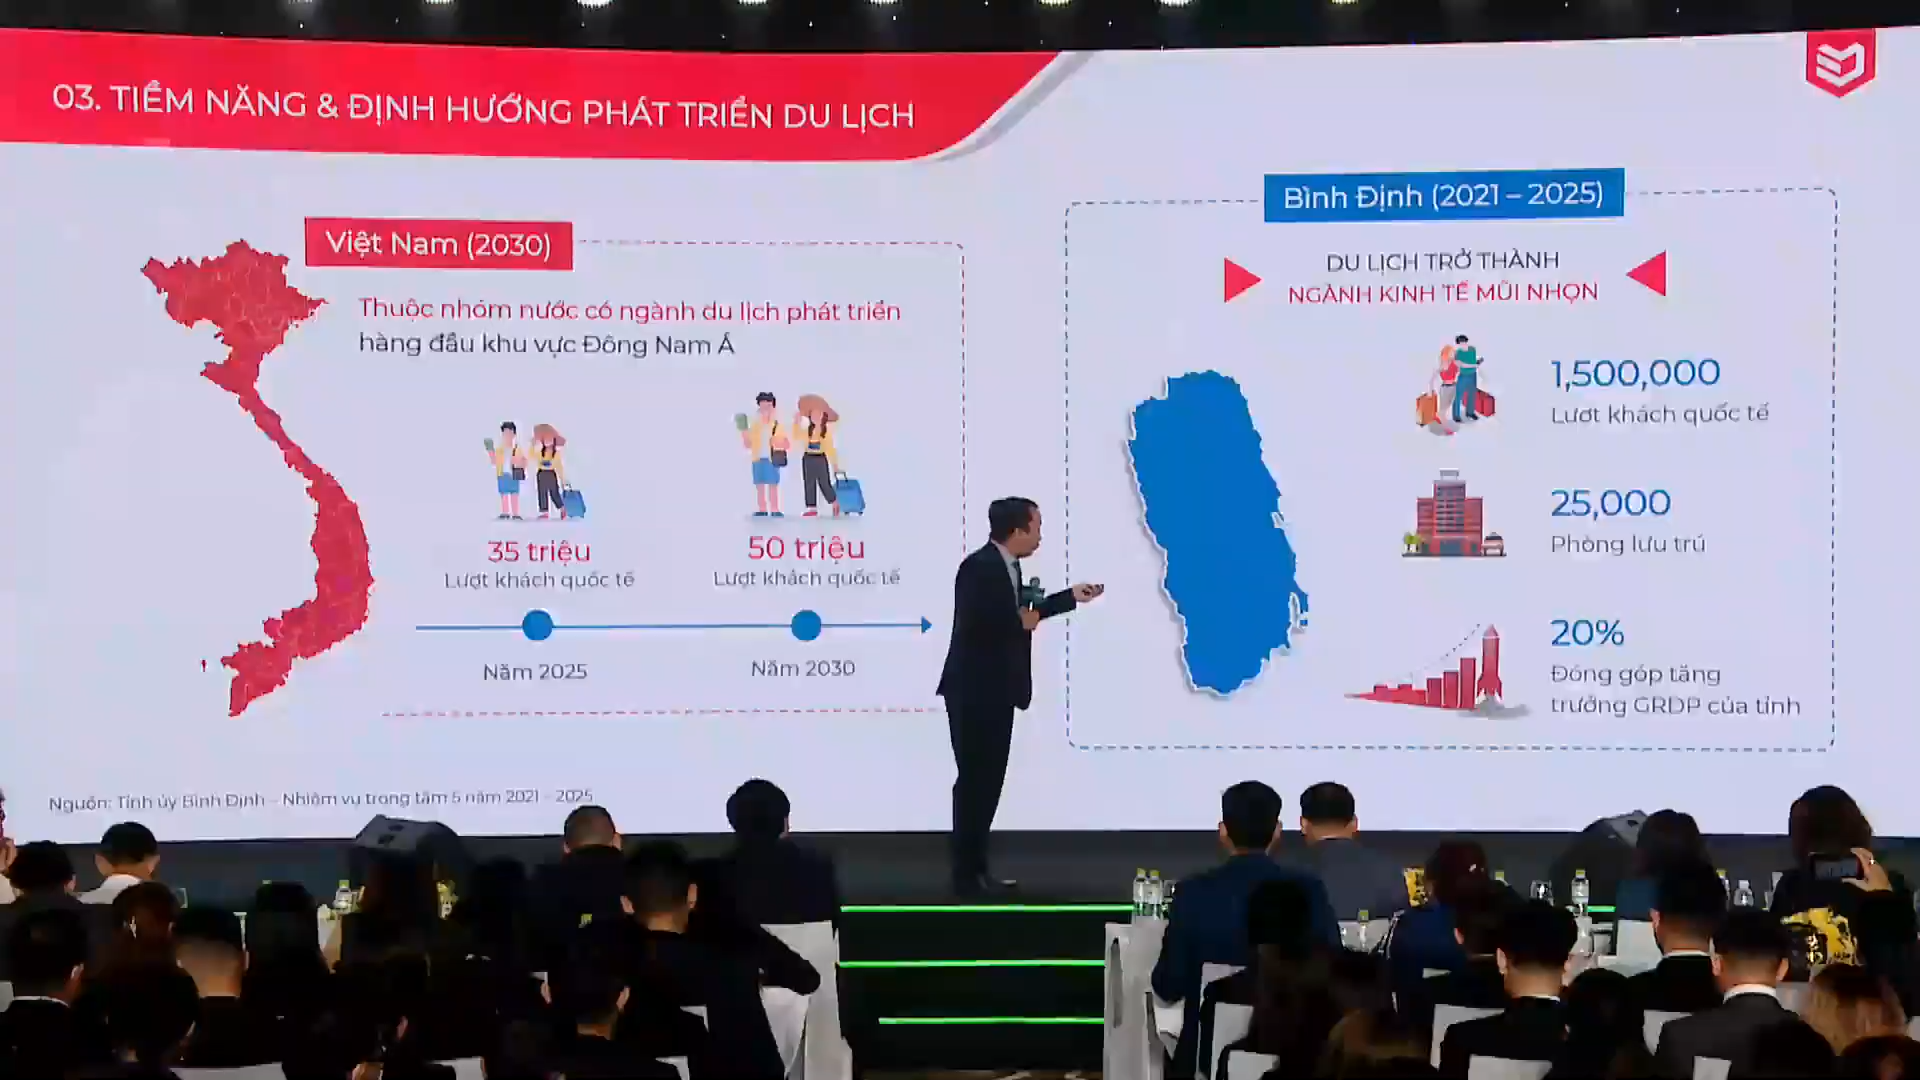 03. TIỀM NĂNG & ĐỊNH HƯỚNG PHÁT TRIỂN DU LỊCH
Việt Nam (2030)
Thuộc nhóm nước có ngành du lịch phát triển
hàng đầu khu vực Đông Nam Á
35 triệu
Lượt khách quốc tế
50 triệu
Lượt khách quốc tế
Năm 2025
Năm 2030
Bình Định (2021 – 2025)
DU LỊCH TRỞ THÀNH
NGÀNH KINH TẾ MŨI NHỌN
1,500,000
Lượt khách quốc tế
25,000
Phòng lưu trú
20%
Đóng góp tăng
trưởng GRDP của tỉnh
Nguồn: Tỉnh ủy Bình Định – Nhiệm vụ trọng tâm 5 năm 2021 – 2025